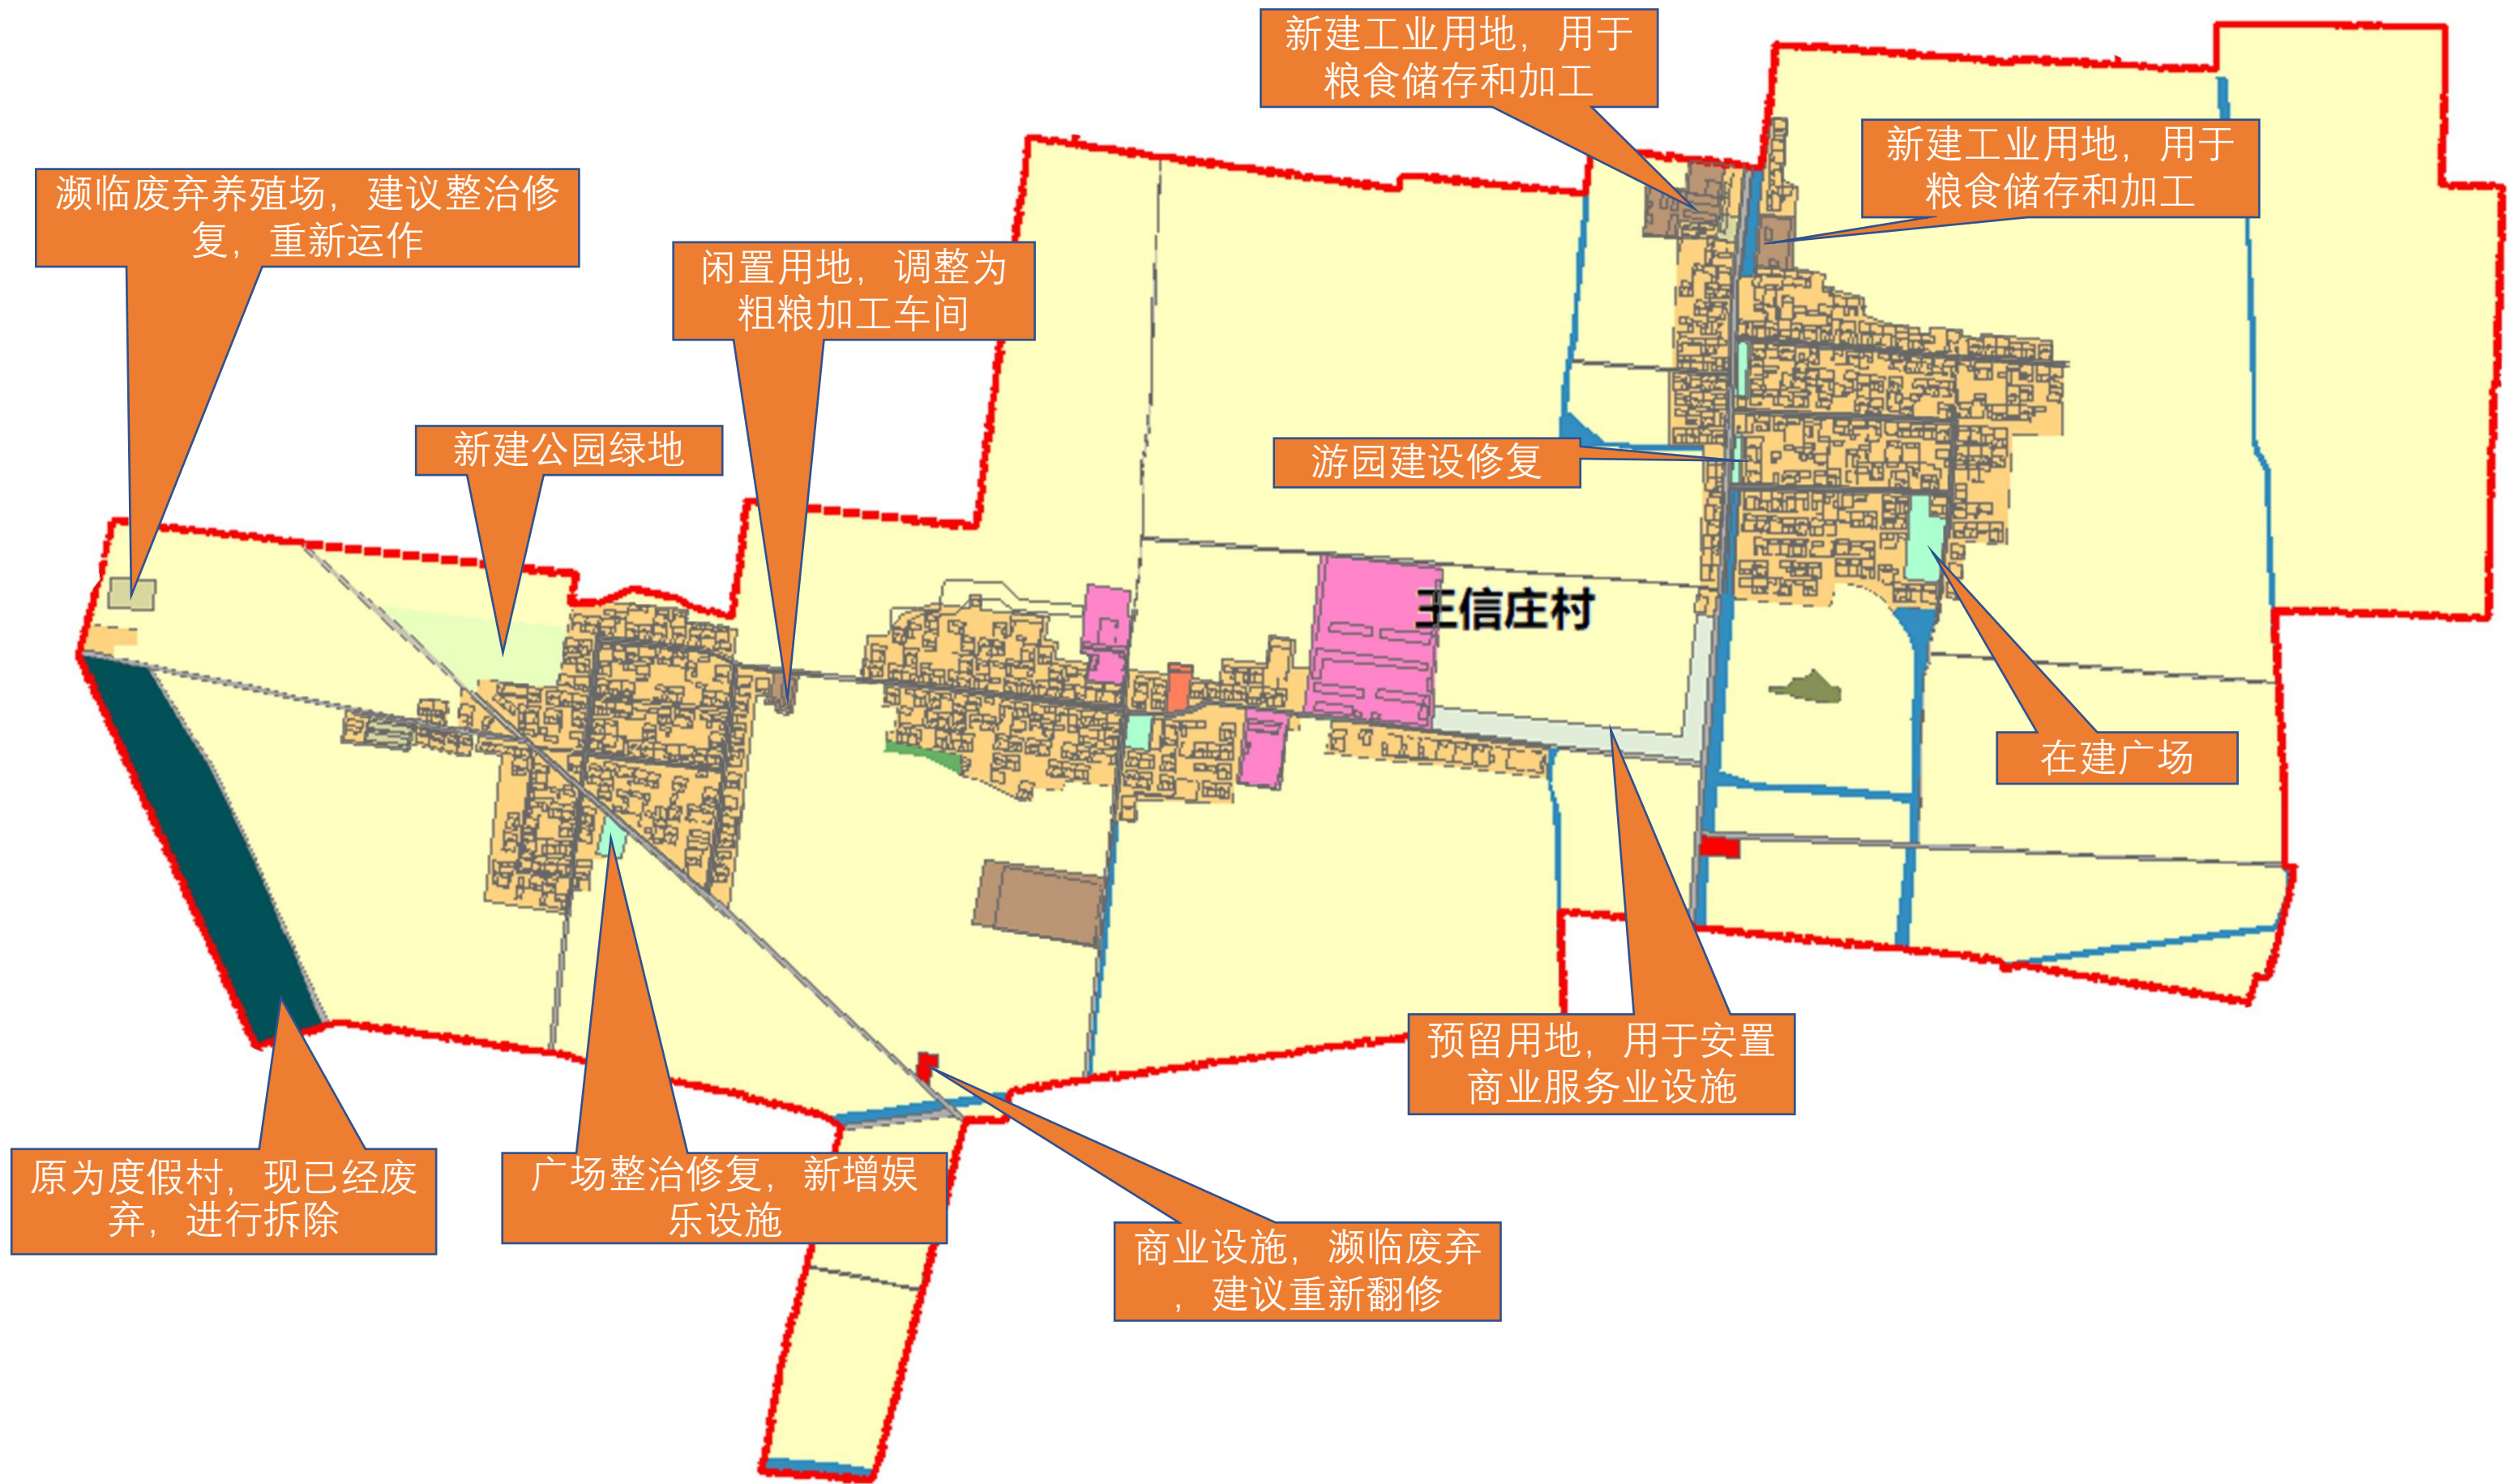 新建工业用地，用于
粮食储存和加工
新建工业用地，用于
粮食储存和加工
濒临废弃养殖场，建议整治修
复，重新运作
闲置用地，调整为
粗粮加工车间
新建公园绿地
游园建设修复
王信庄村
在建广场
预留用地，用于安置
商业服务业设施
原为度假村，现已经废
弃，进行拆除
广场整治修复，新增娱
乐设施
商业设施，濒临废弃
，建议重新翻修